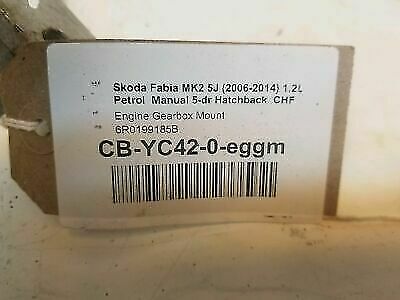 Skoda Fabia MK2 5J (2006-2014) 1.2L
Petrol Manual 5-dr Hatchback CHF
Engine Gearbox Mount
6R0199185B
CB-YC42-0-eggm